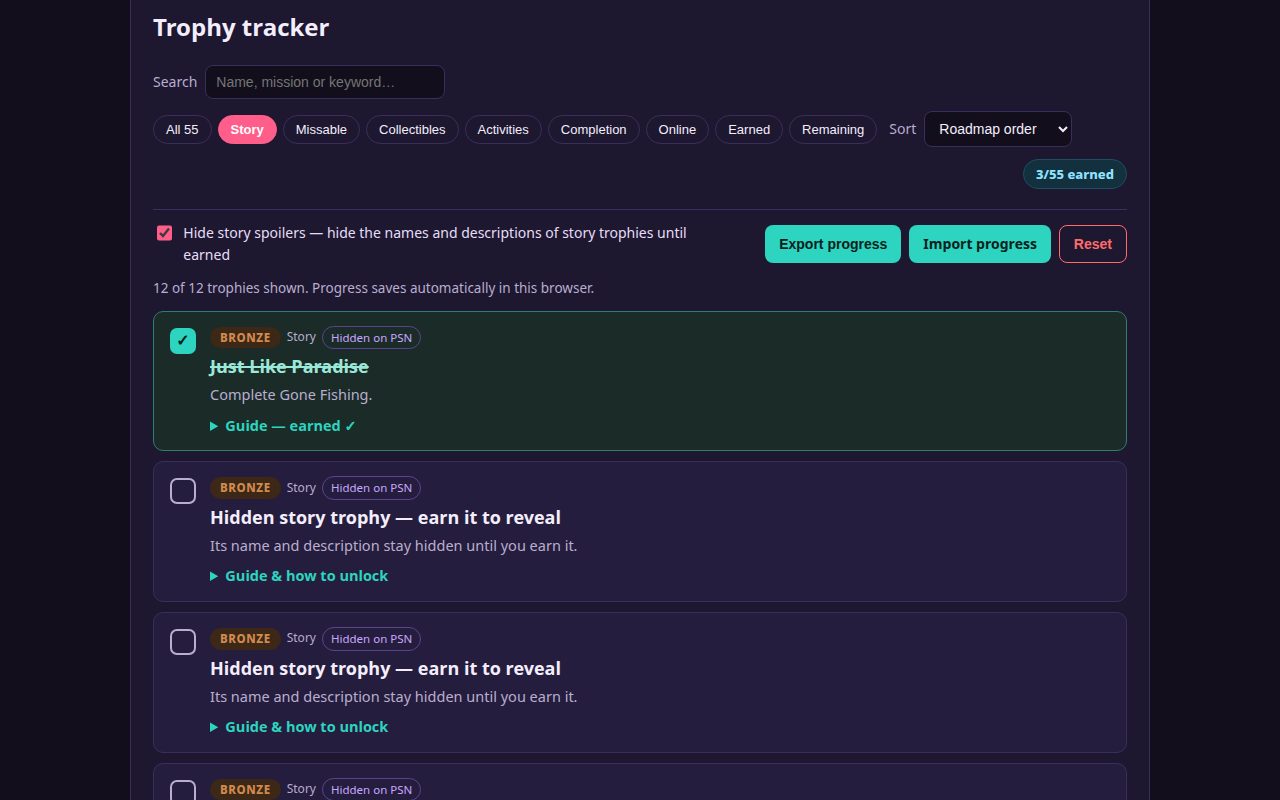 Trophy tracker
Search Name, mission or keyword…
All 55 Story Missable Collectibles Activities Completion Online Earned Remaining Sort Roadmap order
3/55 earned
Hide story spoilers — hide the names and descriptions of story trophies until
earned
Export progress Import progress Reset
12 of 12 trophies shown. Progress saves automatically in this browser.
BRONZE Story Hidden on PSN
Just Like Paradise
Complete Gone Fishing.
Guide — earned ✓
BRONZE Story Hidden on PSN
Hidden story trophy — earn it to reveal
Its name and description stay hidden until you earn it.
Guide & how to unlock
BRONZE Story Hidden on PSN
Hidden story trophy — earn it to reveal
Its name and description stay hidden until you earn it.
Guide & how to unlock
BRONZE Story Hidden on PSN